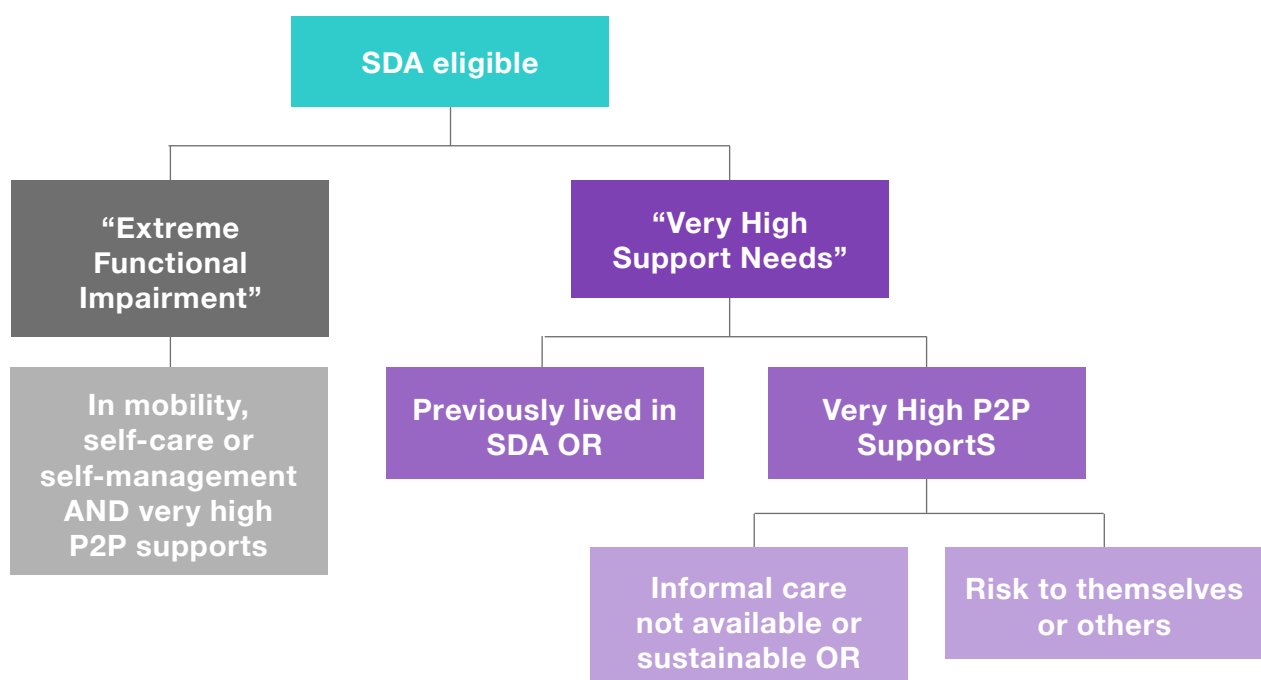 SDA eligible
“Extreme
Functional
Impairment”
“Very High
Support Needs”
In mobility,
self-care or
self-management
AND very high
P2P supports
Previously lived in
SDA OR
Very High P2P
SupportS
Informal care
not available or
sustainable OR
Risk to themselves
or others